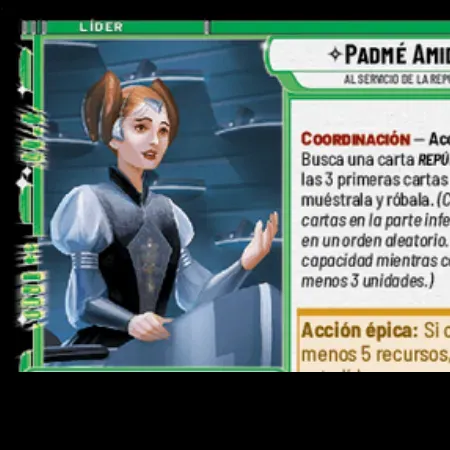 LÍDER
PADMÉ AMID
AL SERVICIO DE LA REPÚ
COORDINACIÓN – Acc
Busca una carta REPÚ
las 3 primeras cartas
muéstrala y róbala. (C
cartas en la parte infe
en un orden aleatorio.
capacidad mientras c
menos 3 unidades.)
Acción épica: Si c
menos 5 recursos,